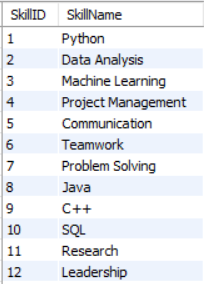 SkillID SkillName
1 Python
2 Data Analysis
3 Machine Learning
4 Project Management
5 Communication
6 Teamwork
7 Problem Solving
8 Java
9 C++
10 SQL
11 Research
12 Leadership